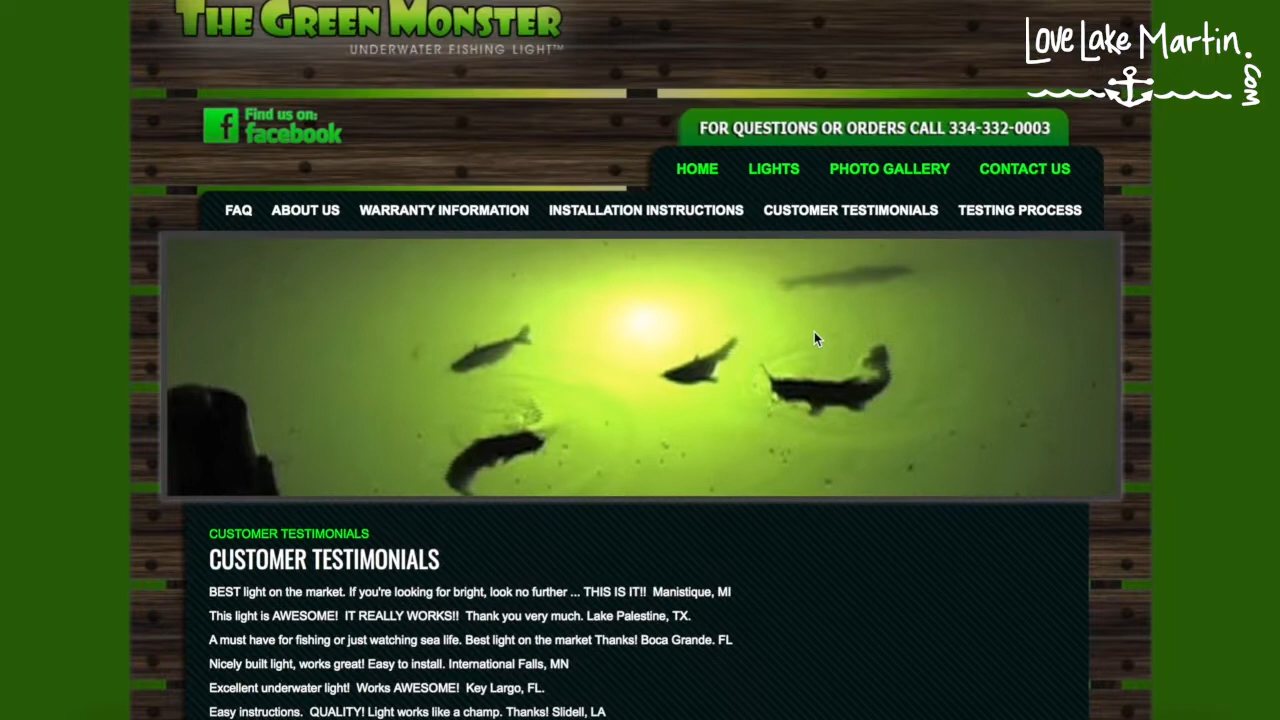 THE GREEN MONSTER
UNDERWATER FISHING LIGHT™
LoveLakeMartin.com
f Find us on:
facebook
FOR QUESTIONS OR ORDERS CALL 334-332-0003
HOME LIGHTS PHOTO GALLERY CONTACT US
FAQ ABOUT US WARRANTY INFORMATION INSTALLATION INSTRUCTIONS CUSTOMER TESTIMONIALS TESTING PROCESS
CUSTOMER TESTIMONIALS
CUSTOMER TESTIMONIALS
BEST light on the market. If you're looking for bright, look no further ... THIS IS IT!! Manistique, MI
This light is AWESOME! IT REALLY WORKS!! Thank you very much. Lake Palestine, TX.
A must have for fishing or just watching sea life. Best light on the market Thanks! Boca Grande. FL
Nicely built light, works great! Easy to install. International Falls, MN
Excellent underwater light! Works AWESOME! Key Largo, FL.
Easy instructions. QUALITY! Light works like a champ. Thanks! Slidell, LA